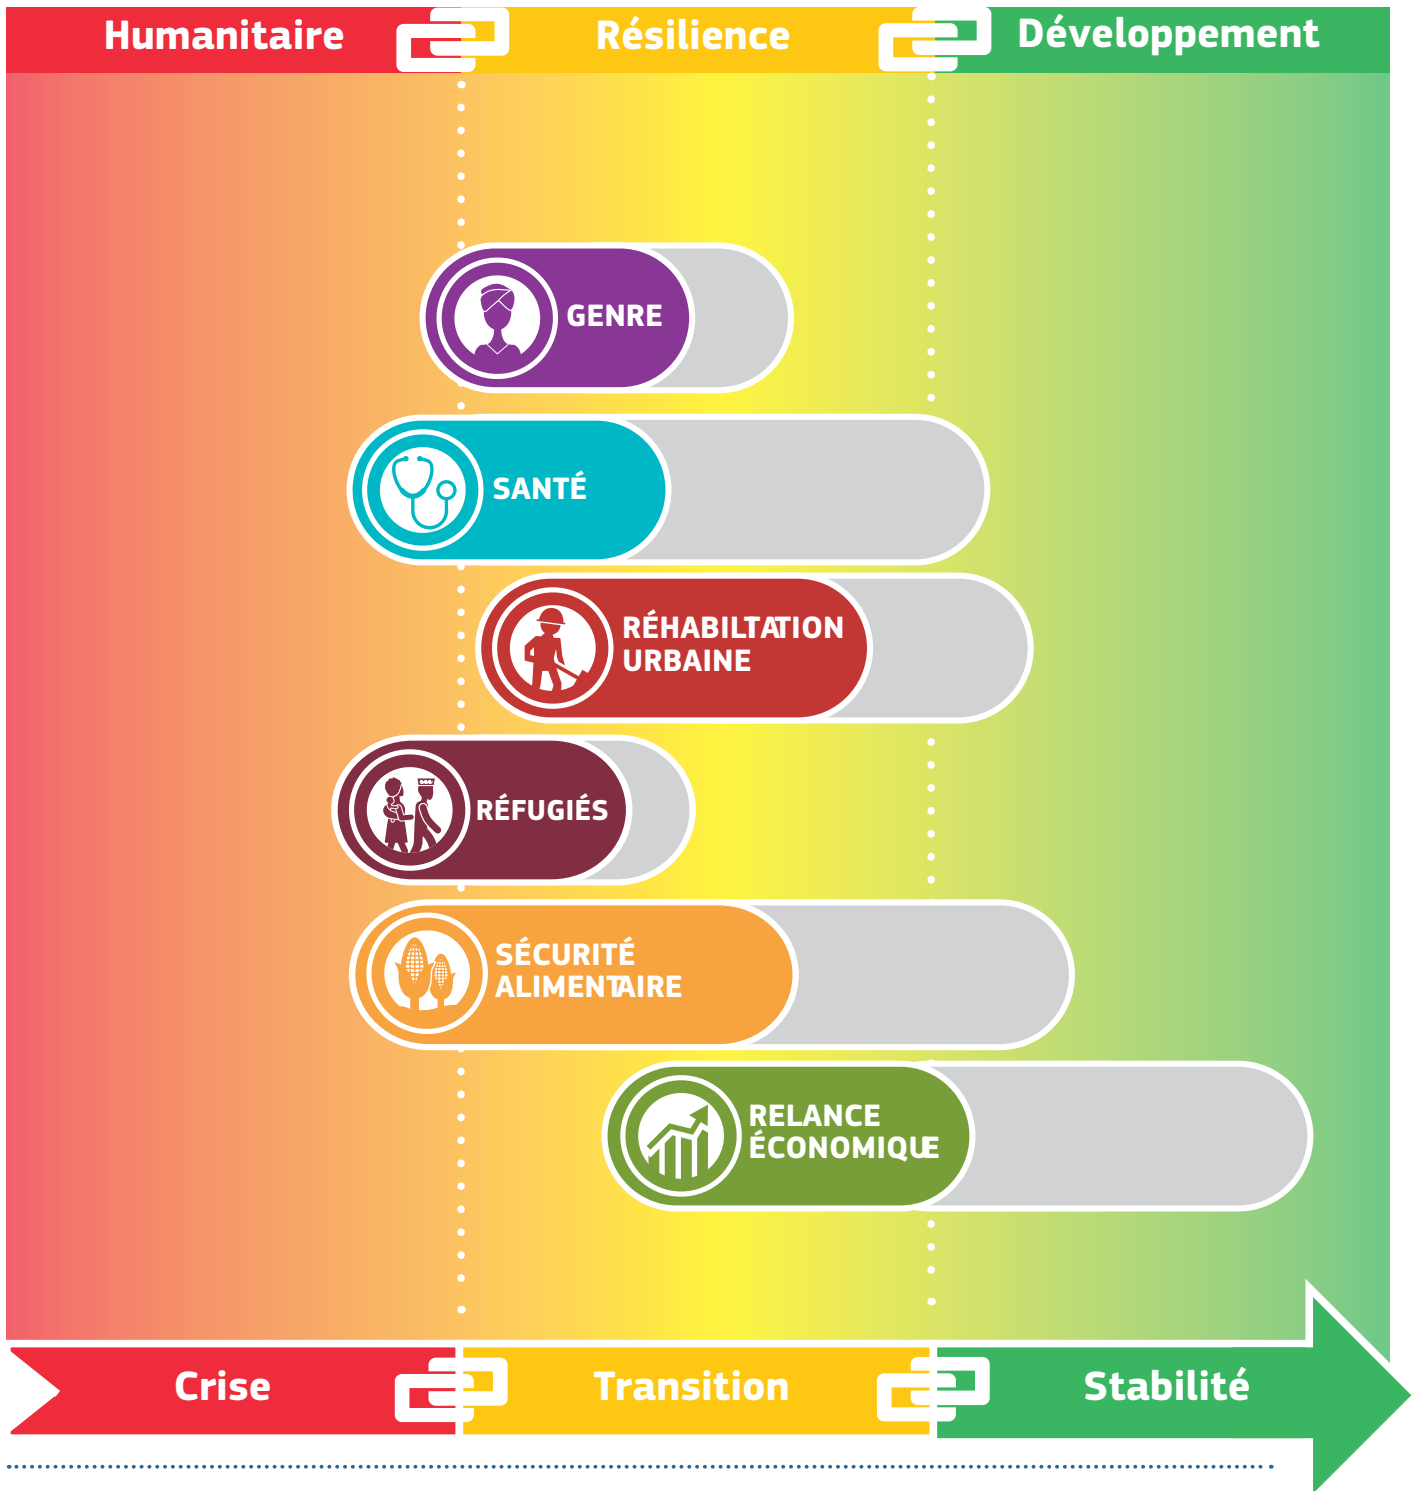 Humanitaire
Résilience
Développement
GENRE
SANTÉ
RÉHABILTATION
URBAINE
RÉFUGIÉS
SÉCURITÉ
ALIMENTAIRE
RELANCE
ÉCONOMIQUE
Crise
Transition
Stabilité